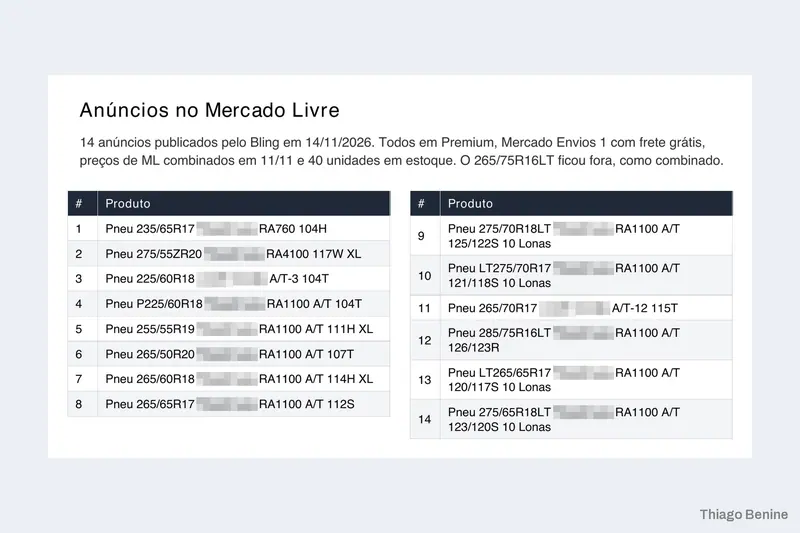 Anúncios no Mercado Livre
14 anúncios publicados pelo Bling em 14/11/2026. Todos em Premium, Mercado Envios 1 com frete grátis,
preços de ML combinados em 11/11 e 40 unidades em estoque. O 265/75R16LT ficou fora, como combinado.
# Produto
1 Pneu 235/65R17 RA760 104H
2 Pneu 275/55ZR20 RA4100 117W XL
3 Pneu 225/60R18 A/T-3 104T
4 Pneu P225/60R18 RA1100 A/T 104T
5 Pneu 255/55R19 RA1100 A/T 111H XL
6 Pneu 265/50R20 RA1100 A/T 107T
7 Pneu 265/60R18 RA1100 A/T 114H XL
8 Pneu 265/65R17 RA1100 A/T 112S
# Produto
9 Pneu 275/70R18LT RA1100 A/T
125/122S 10 Lonas
10 Pneu LT275/70R17 RA1100 A/T
121/118S 10 Lonas
11 Pneu 265/70R17 A/T-12 115T
12 Pneu 285/75R16LT RA1100 A/T
126/123R
13 Pneu LT265/65R17 RA1100 A/T
120/117S 10 Lonas
14 Pneu 275/65R18LT RA1100 A/T
123/120S 10 Lonas
Thiago Benine